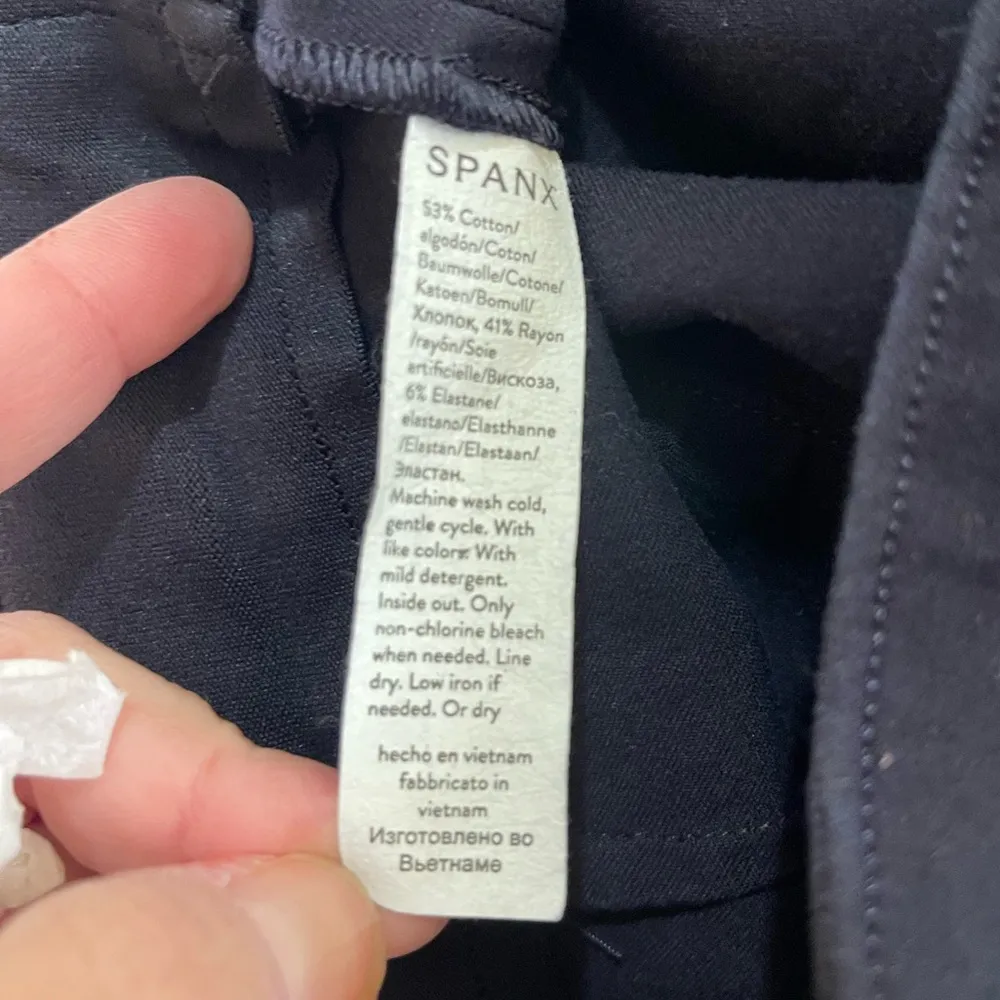 SPANX
53% Cotton/
algodón/Coton/
Baumwolle/Cotone/
Katoen/Bomull/
Хлопок, 41% Rayon
/rayón/Soie
artificielle/Вискоза,
6% Elastane/
elastano/Elasthanne
/Elastan/Elastaan/
Эластан.
Machine wash cold,
gentle cycle. With
like colors. With
mild detergent.
Inside out. Only
non-chlorine bleach
when needed. Line
dry. Low iron if
needed. Or dry
hecho en vietnam
fabbricato in
vietnam
Изготовлено во
Вьетнаме